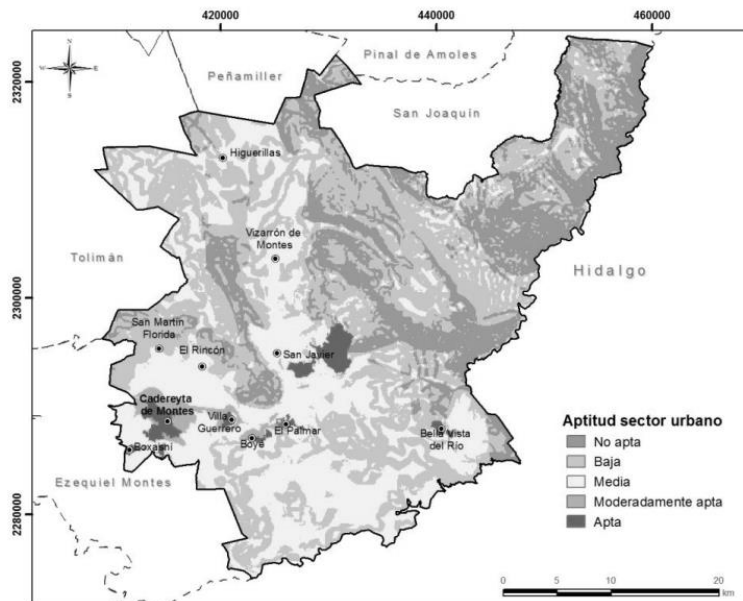 420000
440000
460000
2320000
2300000
2280000
N
E
S
Pinal de Amoles
Peñamiller
San Joaquín
Higuerillas
Vizarrón de
Montes
Tolimán
Hidalgo
San Martín
Florida
El Rincón
San Javier
Cadereyta
de Montes
Villa
Guerrero
El Palmar
Boyé
Boxasní
Bella Vista
del Río
Ezequiel Montes
Aptitud sector urbano
No apta
Baja
Media
Moderadamente apta
Apta
0 5 10 20
km